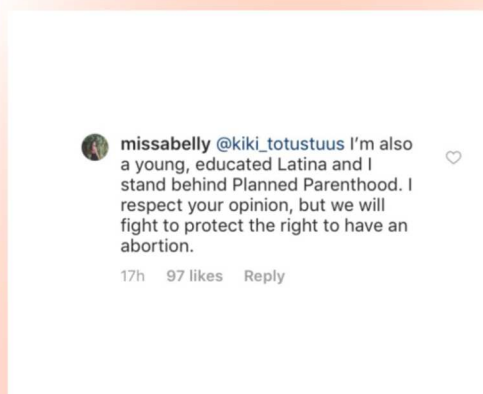 missabelly @kiki_totustuus I'm also
a young, educated Latina and I
stand behind Planned Parenthood. I
respect your opinion, but we will
fight to protect the right to have an
abortion.
17h 97 likes Reply